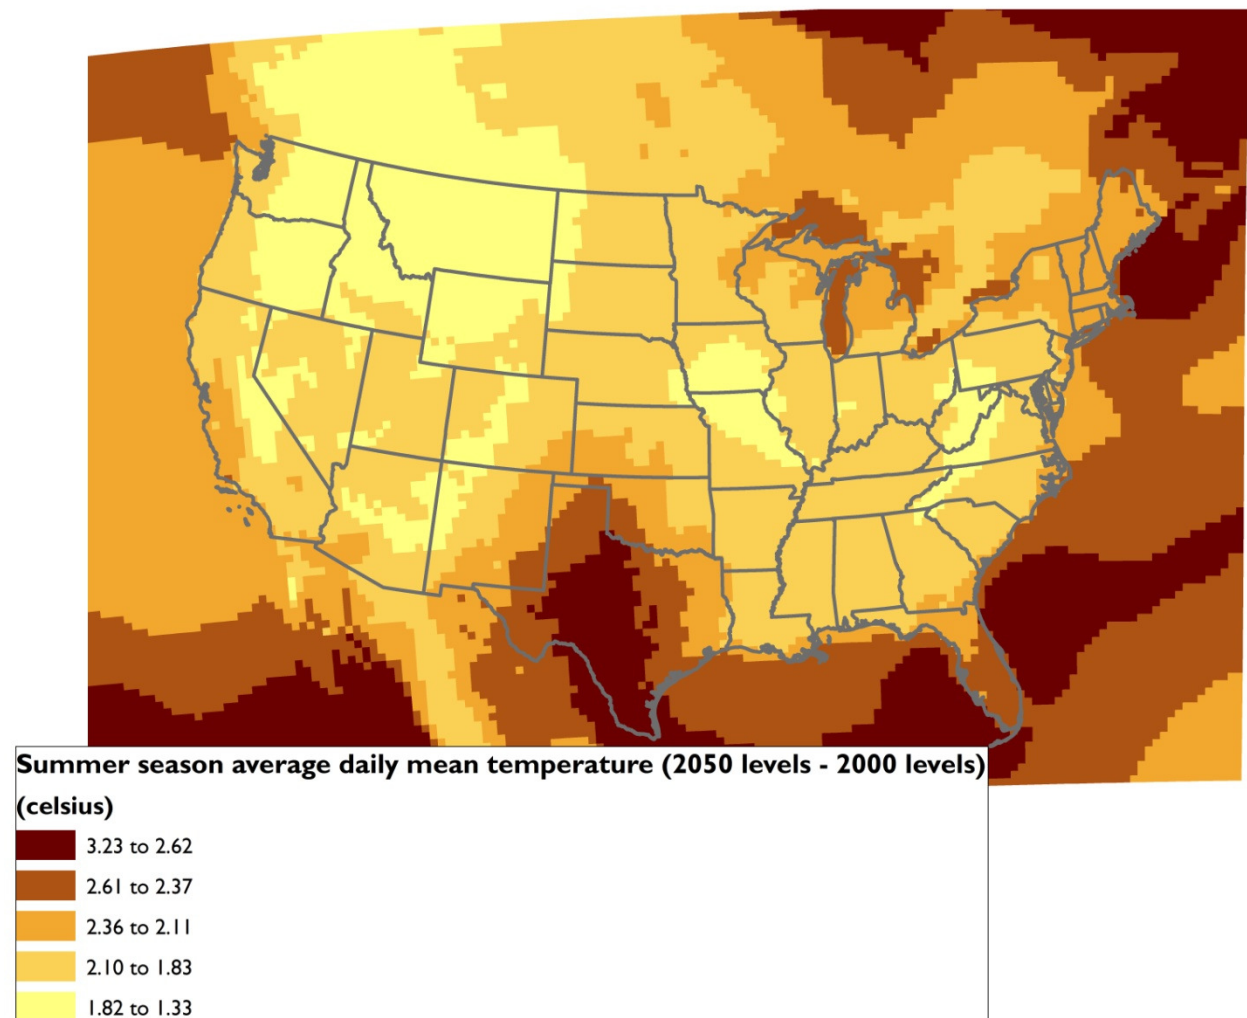 Summer season average daily mean temperature (2050 levels - 2000 levels)
(celsius)
3.23 to 2.62
2.61 to 2.37
2.36 to 2.11
2.10 to 1.83
1.82 to 1.33